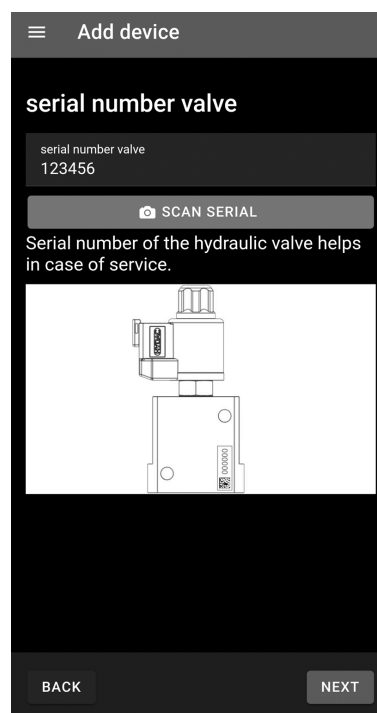 Add device
serial number valve
serial number valve
123456
SCAN SERIAL
Serial number of the hydraulic valve helps
in case of service.
HYDAC
000000
BACK
NEXT